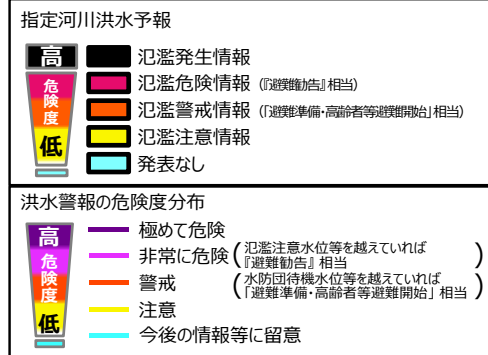 指定河川洪水予報
高
危険度
低
氾濫発生情報
氾濫危険情報 (『避難勧告』相当)
氾濫警戒情報 (「避難準備・高齢者等避難開始」相当)
氾濫注意情報
発表なし
洪水警報の危険度分布
高
危険度
低
極めて危険
非常に危険 (氾濫注意水位等を越えていれば
『避難勧告』相当)
警戒 (水防団待機水位等を越えていれば
「避難準備・高齢者等避難開始」相当)
注意
今後の情報等に留意